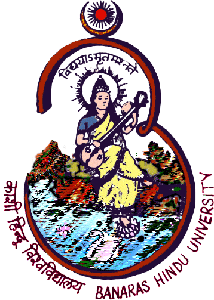 विद्ययाऽमृतमश्नुते
काशी हिन्दू विश्वविद्यालय
BANARAS HINDU UNIVERSITY